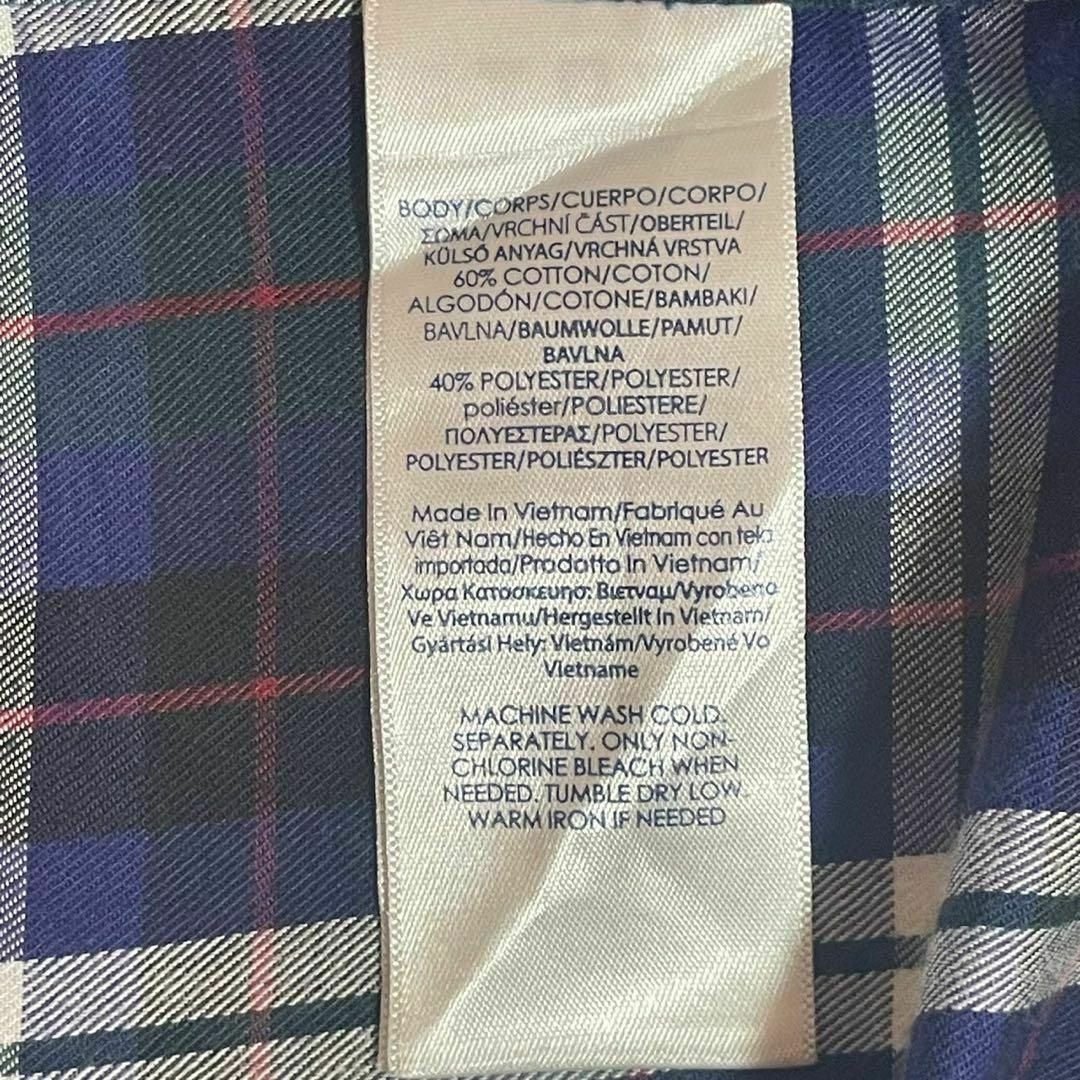 BODY/CORPS/CUERPO/CORPO/
ΣΩΜΑ/VRCHNÍ ČÁST/OBERTEIL/
KÜLSŐ ANYAG/VRCHNÁ VRSTVA
60% COTTON/COTON/
ALGODÓN/COTONE/BAMBAKI/
BAVLNA/BAUMWOLLE/PAMUT/
BAVLNA
40% POLYESTER/POLYESTER/
poliéster/POLIESTERE/
ΠΟΛΥΕΣΤΕΡΑΣ/POLYESTER/
POLYESTER/POLIÉSZTER/POLYESTER
Made In Vietnam/Fabriqué Au
Viêt Nam/Hecho En Vietnam con tela
importada/Prodotto In Vietnam/
Χωρα Κατασκευησ: Βιετναμ/Vyrobeno
Ve Vietnamu/Hergestellt In Vietnam/
Gyártási Hely: Vietnám/Vyrobené Vo
Vietname
MACHINE WASH COLD.
SEPARATELY. ONLY NON-
CHLORINE BLEACH WHEN
NEEDED. TUMBLE DRY LOW.
WARM IRON IF NEEDED